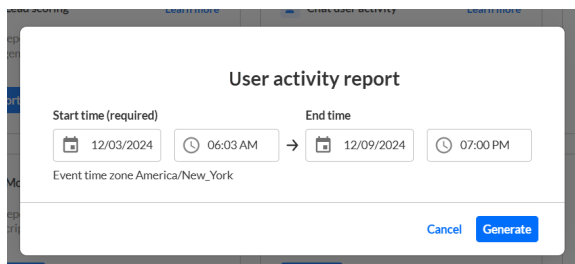 Lead scoring
Learn more
Chat user activity
Learn more
User activity report
Start time (required)
End time
12/03/2024
06:03 AM
→
12/09/2024
07:00 PM
Event time zone America/New_York
Cancel
Generate